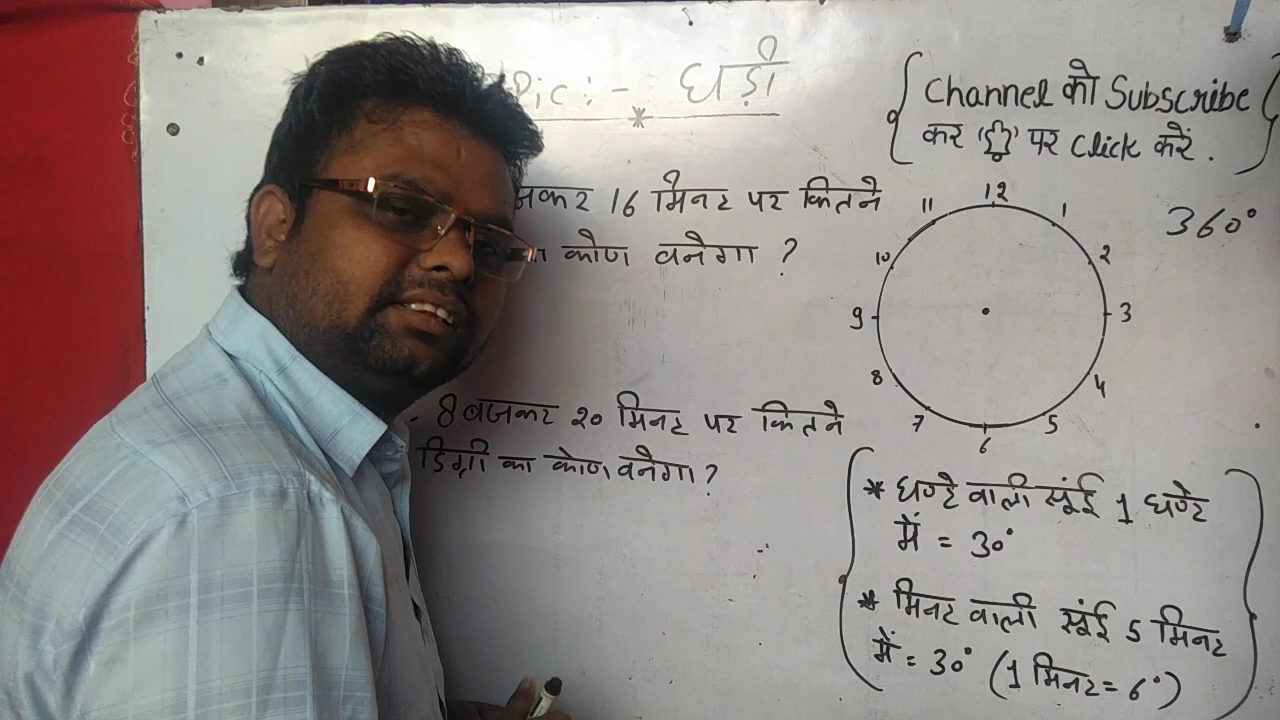 Pic :- घड़ी
Channel को Subscribe
कर '🔔' पर Click करें .
16 मिनट पर कितने
कोण बनेगा ?
360°
12
1
2
3
4
5
6
7
8
9
10
11
8 बजकर 20 मिनट पर कितने
डिग्री का कोण बनेगा ?
* घण्टे वाली सूंई 1 घण्टे
में = 30°
* मिनट वाली सूंई 5 मिनट
में = 30° (1 मिनट = 6°)